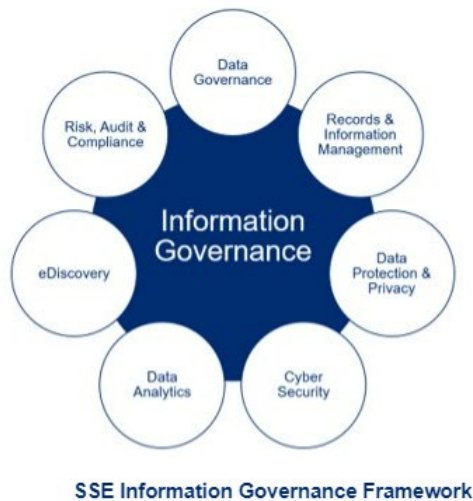 Data
Governance
Risk, Audit &
Compliance
Records &
Information
Management
Information
Governance
eDiscovery
Data
Protection &
Privacy
Data
Analytics
Cyber
Security
SSE Information Governance Framework